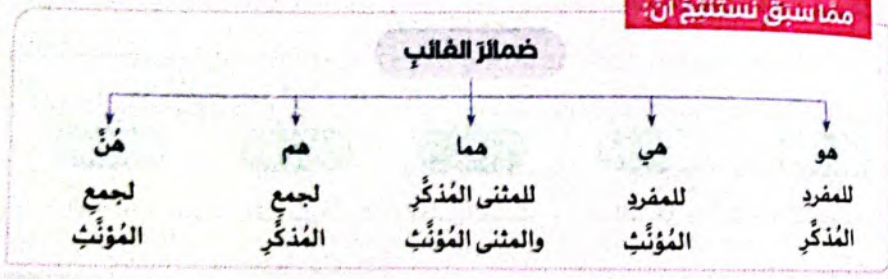 مما سبق نستنتج أن:
ضمائر الغائب
هو
للمفردِ
المُذكَّرِ
هي
للمفردِ
المُؤنَّثِ
هما
للمثنى المُذكَّرِ
والمثنى المُؤنَّثِ
هم
لجمعِ
المُذكَّرِ
هُنَّ
لجمعِ
المُؤنَّثِ